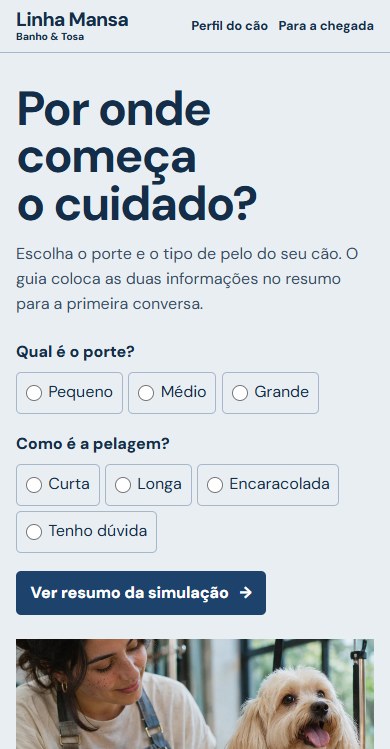 Linha Mansa
Banho & Tosa
Perfil do cão
Para a chegada
Por onde
começa
o cuidado?
Escolha o porte e o tipo de pelo do seu cão. O
guia coloca as duas informações no resumo
para a primeira conversa.
Qual é o porte?
Pequeno
Médio
Grande
Como é a pelagem?
Curta
Longa
Encaracolada
Tenho dúvida
Ver resumo da simulação →